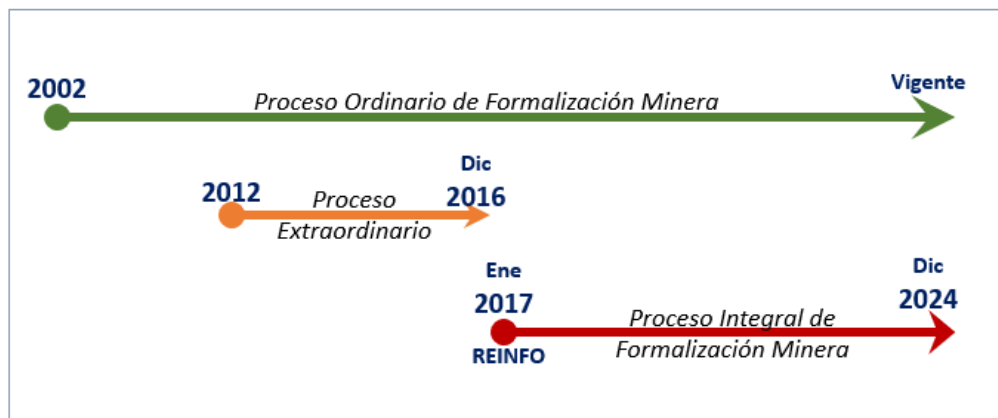 2002
Proceso Ordinario de Formalización Minera
Vigente
2012
Proceso
Extraordinario
Dic
2016
Ene
2017
REINFO
Proceso Integral de
Formalización Minera
Dic
2024